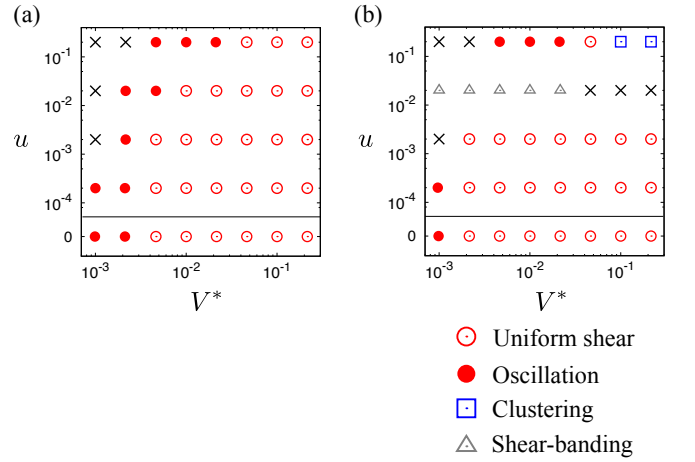 (a)
(b)
10⁻¹
10⁻²
10⁻³
10⁻⁴
0
u
10⁻³
10⁻²
10⁻¹
V*
10⁻¹
10⁻²
10⁻³
10⁻⁴
0
u
10⁻³
10⁻²
10⁻¹
V*
Uniform shear
Oscillation
Clustering
Shear-banding